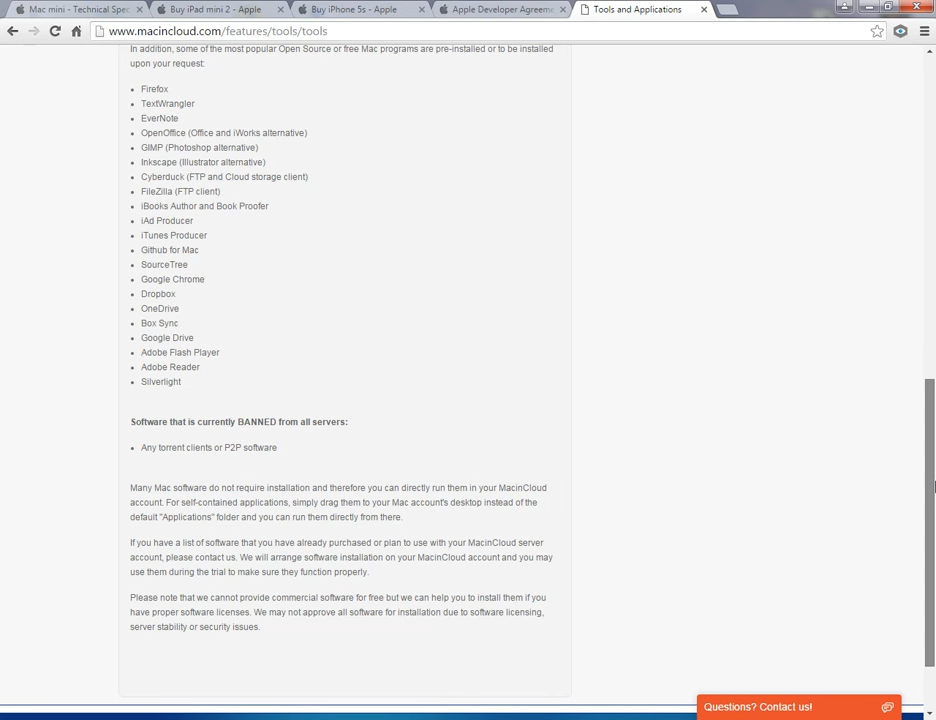 Mac mini - Technical Spec
Buy iPad mini 2 - Apple
Buy iPhone 5s - Apple
Apple Developer Agreeme
Tools and Applications
www.macincloud.com/features/tools/tools
In addition, some of the most popular Open Source or free Mac programs are pre-installed or to be installed
upon your request:
• Firefox
• TextWrangler
• EverNote
• OpenOffice (Office and iWorks alternative)
• GIMP (Photoshop alternative)
• Inkscape (Illustrator alternative)
• Cyberduck (FTP and Cloud storage client)
• FileZilla (FTP client)
• iBooks Author and Book Proofer
• iAd Producer
• iTunes Producer
• Github for Mac
• SourceTree
• Google Chrome
• Dropbox
• OneDrive
• Box Sync
• Google Drive
• Adobe Flash Player
• Adobe Reader
• Silverlight
Software that is currently BANNED from all servers:
• Any torrent clients or P2P software
Many Mac software do not require installation and therefore you can directly run them in your MacinCloud
account. For self-contained applications, simply drag them to your Mac account's desktop instead of the
default "Applications" folder and you can run them directly from there.
If you have a list of software that you have already purchased or plan to use with your MacinCloud server
account, please contact us. We will arrange software installation on your MacinCloud account and you may
use them during the trial to make sure they function properly.
Please note that we cannot provide commercial software for free but we can help you to install them if you
have proper software licenses. We may not approve all software for installation due to software licensing,
server stability or security issues.
Questions? Contact us!